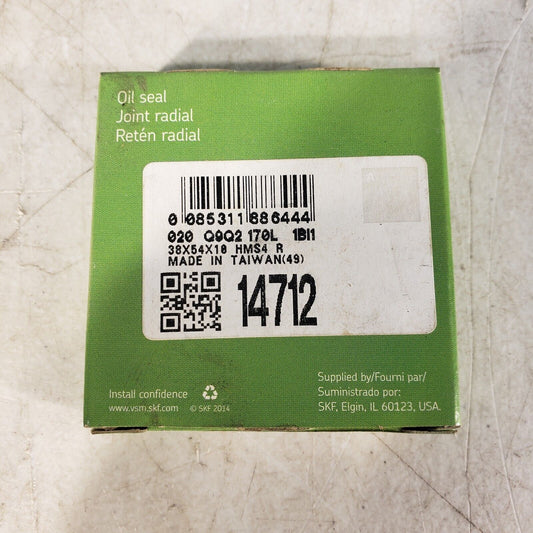 Oil seal
Joint radial
Retén radial
0 085311 886444
020 Q9Q2 170L 1BI1
38X54X10 HMS4 R
MADE IN TAIWAN(49)
14712
Install confidence
www.vsm.skf.com © SKF 2014
Supplied by/Fourni par/
Suministrado por:
SKF, Elgin, IL 60123, USA.